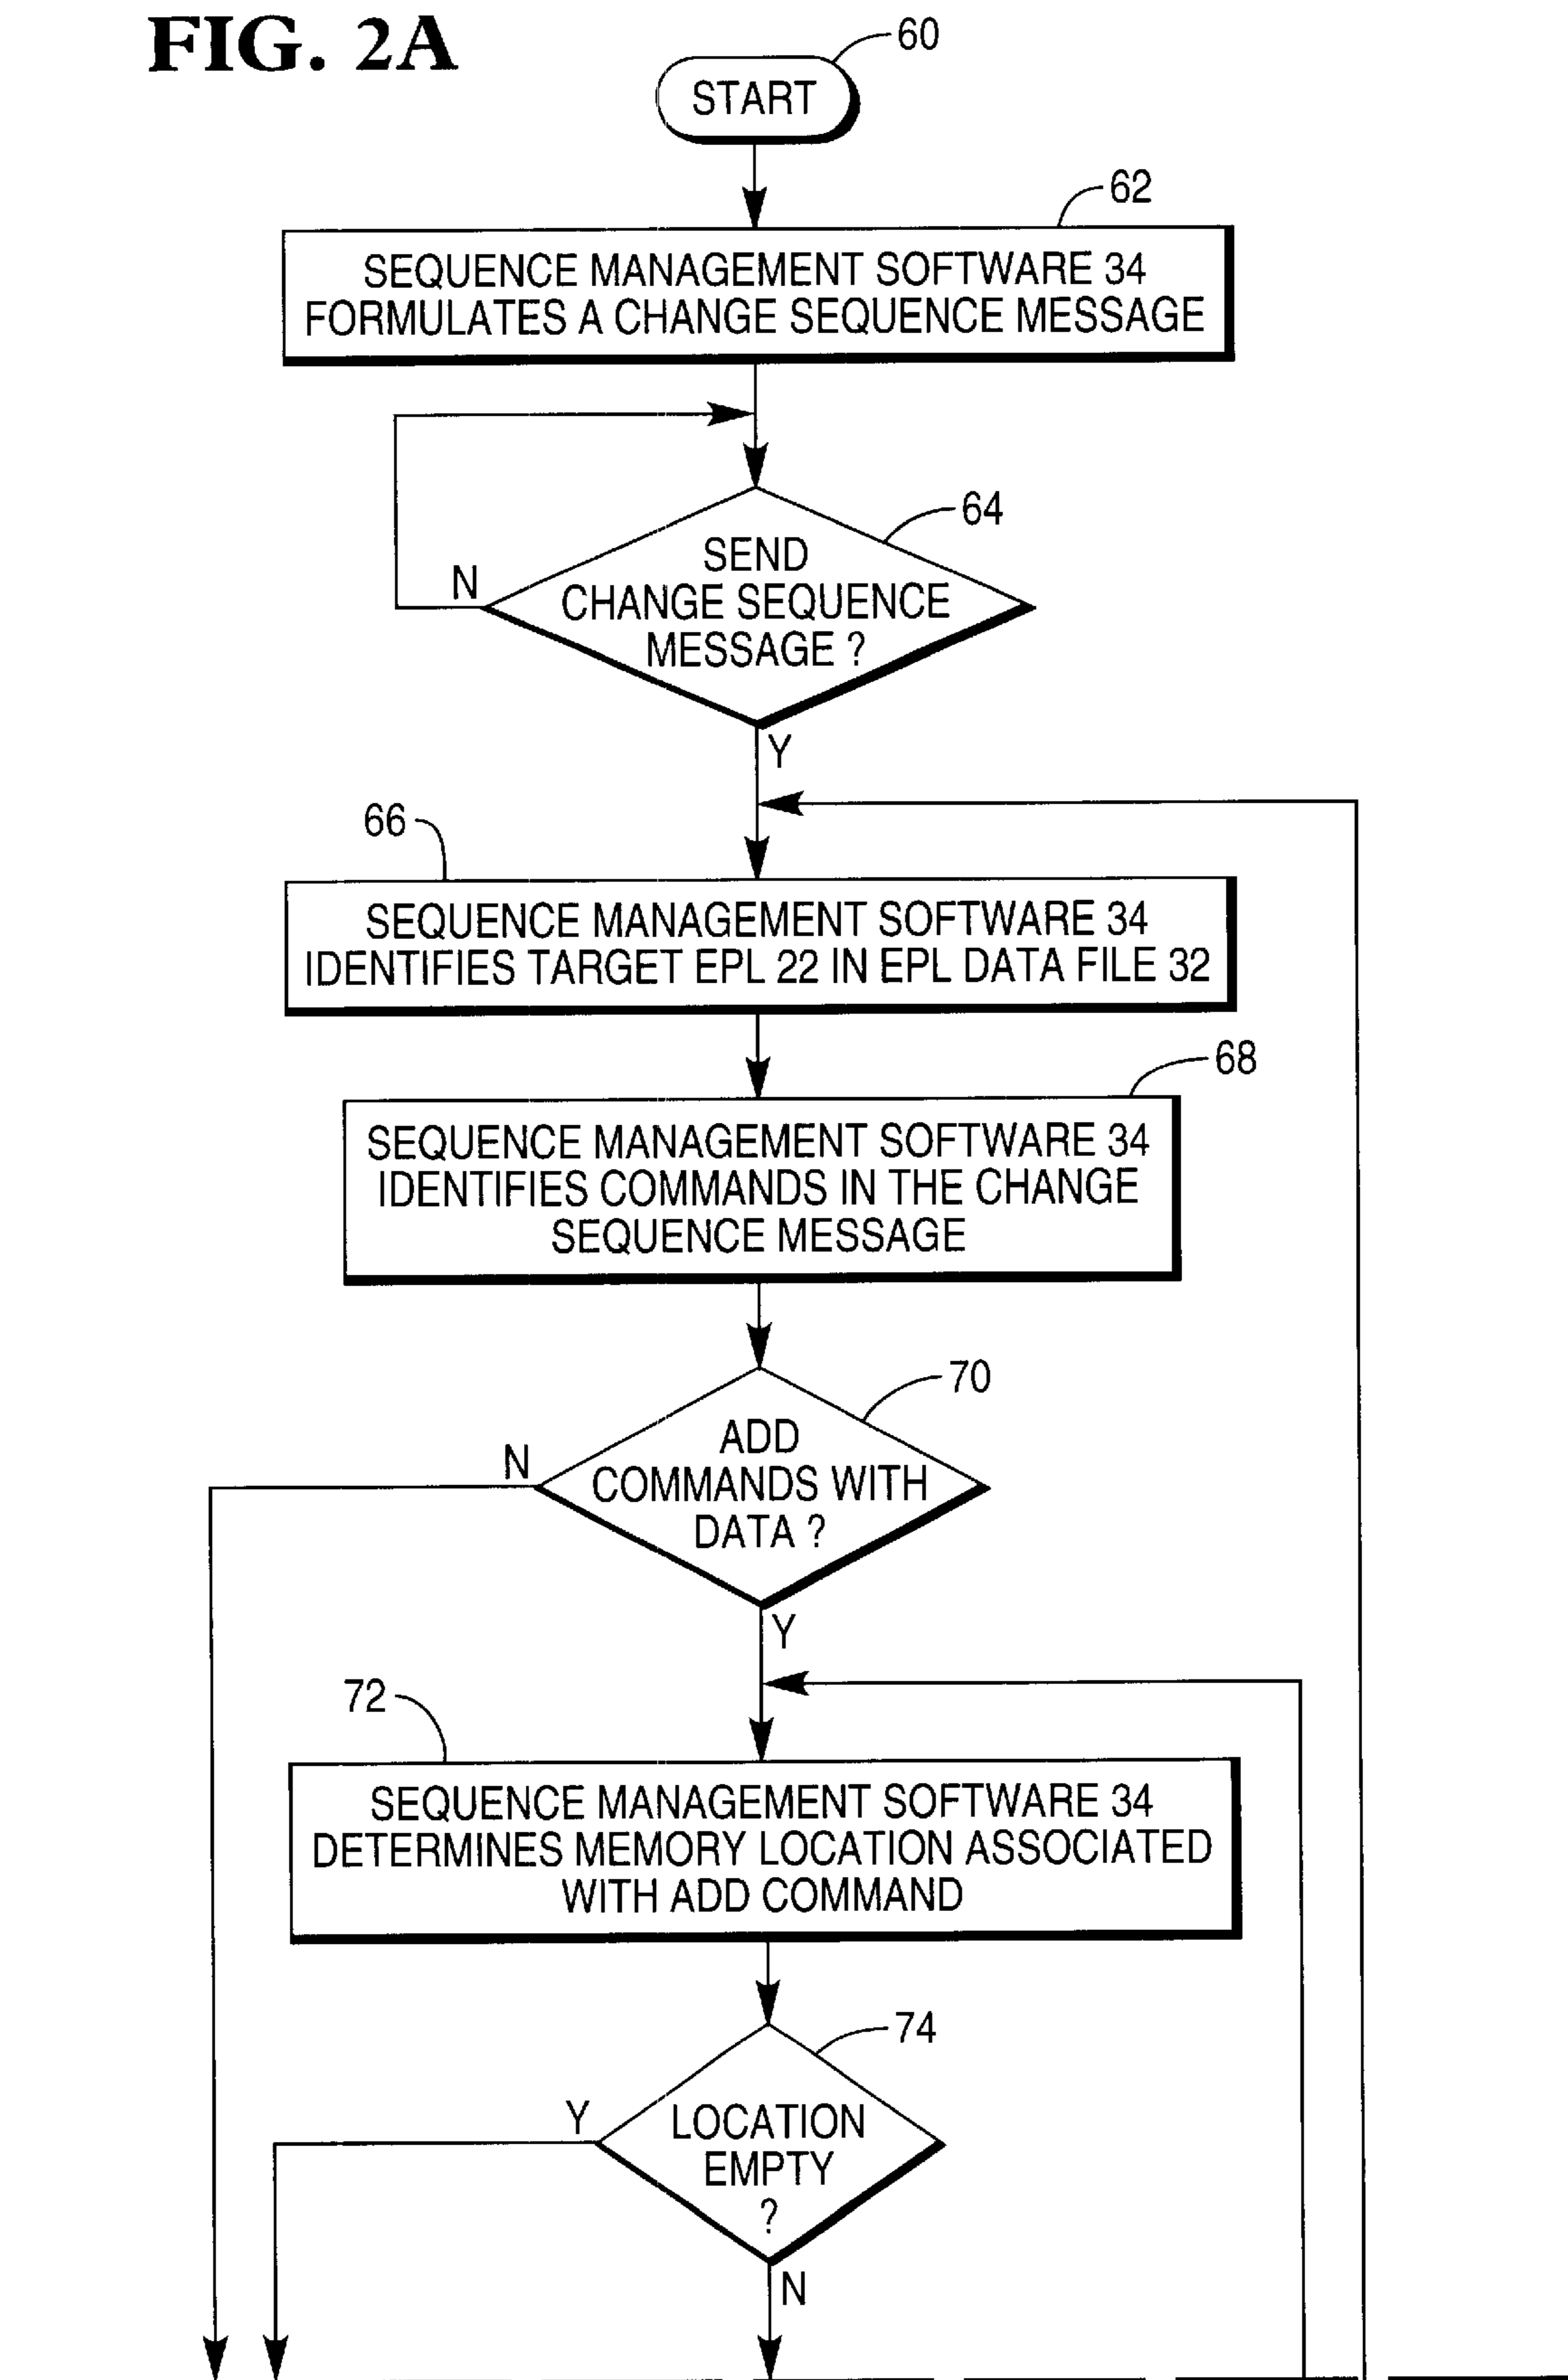 FIG. 2A
60
START
62
SEQUENCE MANAGEMENT SOFTWARE 34
FORMULATES A CHANGE SEQUENCE MESSAGE
64
SEND
CHANGE SEQUENCE
MESSAGE ?
N
Y
66
SEQUENCE MANAGEMENT SOFTWARE 34
IDENTIFIES TARGET EPL 22 IN EPL DATA FILE 32
68
SEQUENCE MANAGEMENT SOFTWARE 34
IDENTIFIES COMMANDS IN THE CHANGE
SEQUENCE MESSAGE
70
ADD
COMMANDS WITH
DATA ?
N
Y
72
SEQUENCE MANAGEMENT SOFTWARE 34
DETERMINES MEMORY LOCATION ASSOCIATED
WITH ADD COMMAND
74
LOCATION
EMPTY
?
Y
N